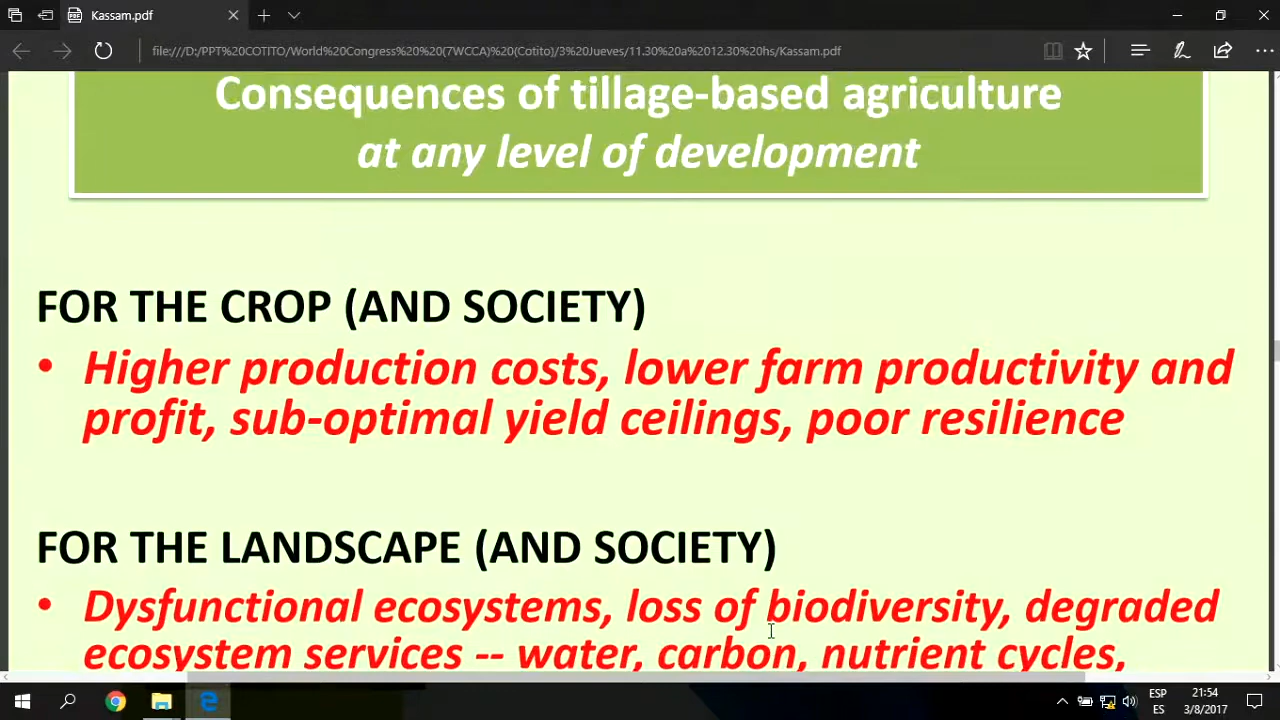 Kassam.pdf
file:///D:/PPT%20COTITO/World%20Congress%20%20(7WCCA)%20(Cotito)/3%20Jueves/11.30%20a%2012.30%20hs/Kassam.pdf
Consequences of tillage-based agriculture
at any level of development
FOR THE CROP (AND SOCIETY)
• Higher production costs, lower farm productivity and
profit, sub-optimal yield ceilings, poor resilience
FOR THE LANDSCAPE (AND SOCIETY)
• Dysfunctional ecosystems, loss of biodiversity, degraded
ecosystem services -- water, carbon, nutrient cycles,
ESP
ES
21:54
3/8/2017